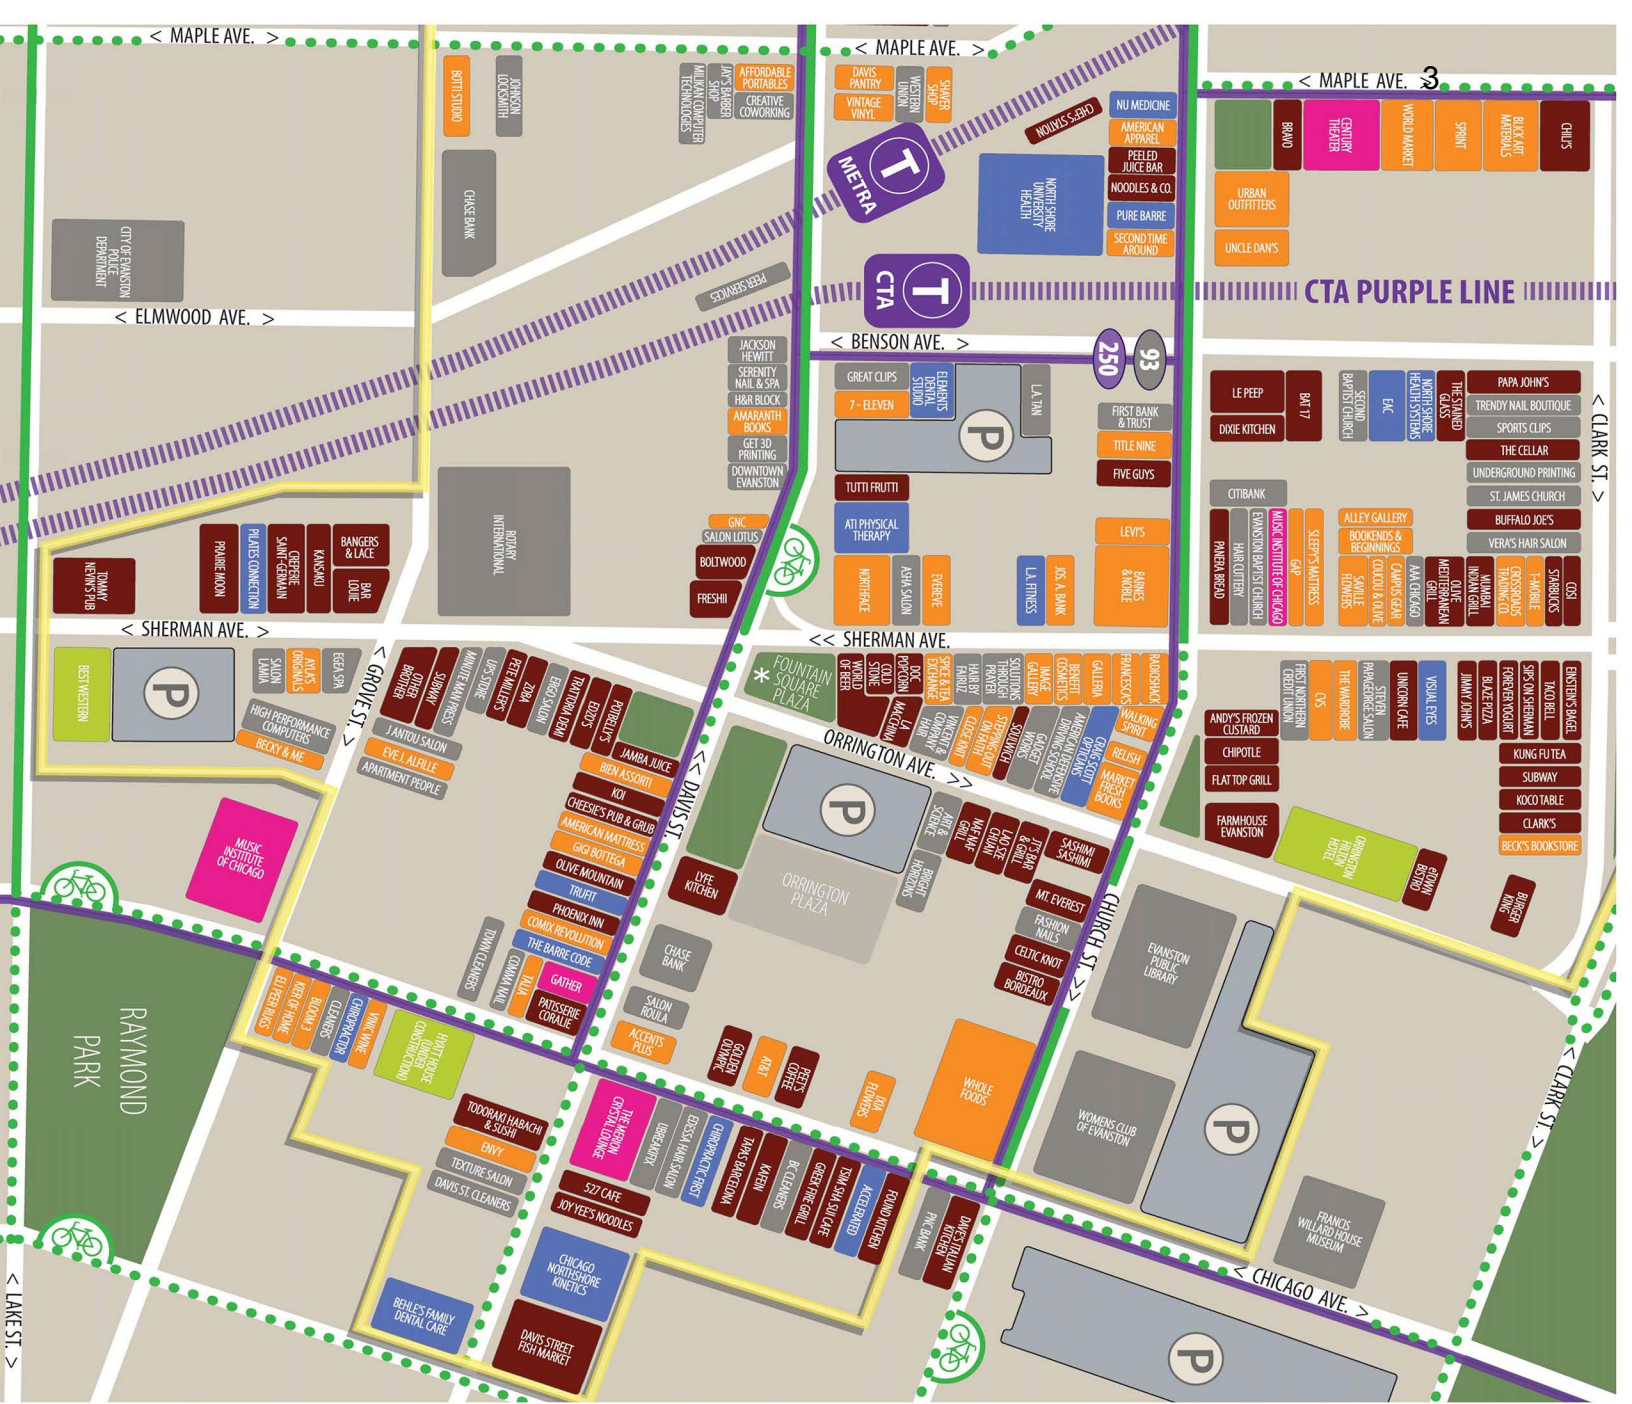 < MAPLE AVE. >
< MAPLE AVE. >
< MAPLE AVE. >
3
BOTTI STUDIO
JOHNSON
LOCKSMITH
MILIKAN COMPUTER
TECHNOLOGIES
JAY'S BARBER
SHOP
AFFORDABLE
PORTABLES
CREATIVE
COWORKING
DAVIS
PANTRY
VINTAGE
VINYL
WESTERN
UNION
SHAVER
SHOP
CHEF'S STATION
NU MEDICINE
AMERICAN
APPAREL
PEELED
JUICE BAR
NOODLES & CO.
PURE BARRE
SECOND TIME
AROUND
NORTH SHORE
UNIVERSITY
HEALTH
BRAVO
CENTURY
THEATER
WORLD MARKET
SPRINT
BLICK ART
MATERIALS
CHILI'S
URBAN
OUTFITTERS
UNCLE DAN'S
T
METRA
T
CTA
CTA PURPLE LINE
CHASE BANK
CITY OF EVANSTON
POLICE
DEPARTMENT
PEER SERVICES
< ELMWOOD AVE. >
< BENSON AVE. >
250
93
JACKSON
HEWITT
SERENITY
NAIL & SPA
H&R BLOCK
AMARANTH
BOOKS
GET 3D
PRINTING
DOWNTOWN
EVANSTON
GREAT CLIPS
7 - ELEVEN
ELEMENTS
DENTAL
STUDIO
P
L.A. TAN
FIRST BANK
& TRUST
TITLE NINE
FIVE GUYS
LE PEEP
DIXIE KITCHEN
BAT 17
SECOND
BAPTIST CHURCH
EAC
NORTH SHORE
HEALTH SYSTEMS
THE STAINED
GLASS
PAPA JOHN'S
TRENDY NAIL BOUTIQUE
SPORTS CLIPS
THE CELLAR
UNDERGROUND PRINTING
ST. JAMES CHURCH
BUFFALO JOE'S
VERA'S HAIR SALON
< CLARK ST. >
ROTARY
INTERNATIONAL
GNC
SALON LOTUS
BOLTWOOD
FRESHII
TUTTI FRUTTI
ATI PHYSICAL
THERAPY
NORTHFACE
ASHA SALON
EVEREVE
L.A. FITNESS
JOS. A. BANK
LEVI'S
BARNES
& NOBLE
CITIBANK
PANERA BREAD
HAIR CUTTERY
EVANSTON BAPTIST CHURCH
MUSIC INSTITUTE OF CHICAGO
GAP
SLEEPY'S MATTRESS
ALLEY GALLERY
BOOKENDS &
BEGINNINGS
SAVILLE
FLOWERS
COUCOU & OLIVE
CAMPUS GEAR
AAA CHICAGO
OLIVE
MEDITERRANEAN
GRILL
MUMBAI
INDIAN GRILL
CROSSROADS
TRADING CO.
T-MOBILE
STARBUCKS
COSI
TOMMY
NEVIN'S PUB
PRAIRIE MOON
PILATES CONNECTION
CREPERIE
SAINT-GERMAIN
KANSAKU
BANGERS
& LACE
BAR
LOUIE
< SHERMAN AVE. >
<< SHERMAN AVE.
BEST WESTERN
P
SALON
LAMIA
AYLA'S
ORIGINALS
EGEA SPA
HIGH PERFORMANCE
COMPUTERS
BECKY & ME
< GROVE ST. >
OTHER
BROTHER
SUBWAY
MINUTEMAN PRESS
UPS STORE
PETE MILLERS
ZOBA
ERGO SALON
TRATTORIA DEMI
EDZO'S
POTBELLY'S
J ANTOU SALON
EVE J. ALFILLE
APARTMENT PEOPLE
JAMBA JUICE
BIEN ASSORTI
KOI
CHEESIE'S PUB & GRUB
AMERICAN MATTRESS
GIGI BOTTEGA
OLIVE MOUNTAIN
TRUFIT
PHOENIX INN
COMIX REVOLUTION
THE BARRE CODE
GATHER
PATISSERIE
CORALIE
TALIA
COMMA NAIL
TOWN CLEANERS
<< DAVIS ST.
* FOUNTAIN
SQUARE
PLAZA
WORLD
OF BEER
COLD
STONE
DOC
POPCORN
SPICE & TEA
EXCHANGE
HAIR BY
FAIRUZ
SOLUTIONS
THROUGH
PRAYER
IMAGE
GALLERY
BENEFIT
COSMETICS
GALLERIA
FRANCESCA'S
RADIOSHACK
LA
MACCHINA
VINCENT &
COMPANY
HAIR
CLOSE KNIT
STEPPING OUT
ON FAITH
SOULWICH
GADGET
WORKS
AMERICAN DEFENSIVE
DRIVING SCHOOL
CRAIG SCOTT
OPTICIANS
WALKING
SPIRIT
RELISH
MARKET
FRESH
BOOKS
ORRINGTON AVE. >>
P
ORRINGTON
PLAZA
LYFE
KITCHEN
ART &
SCIENCE
NAF NAF
GRILL
LAO SZE
CHUAN
JT'S BAR
& GRILL
SASHIMI
SASHIMI
BRIGHT
HORIZONS
MT. EVEREST
FASHION
NAILS
CELTIC KNOT
BISTRO
BORDEAUX
CHURCH ST. >>
FIRST NORTHERN
CREDIT UNION
CVS
THE WARDROBE
STEVEN
PAPAGEORGE SALON
UNICORN CAFE
VISUAL EYES
JIMMY JOHN'S
BLAZE PIZZA
FOREVER YOGURT
SIPS ON SHERMAN
TACO BELL
EINSTEIN'S BAGEL
ANDY'S FROZEN
CUSTARD
CHIPOTLE
FLAT TOP GRILL
FARMHOUSE
EVANSTON
KUNG FU TEA
SUBWAY
KOCO TABLE
CLARK'S
BECK'S BOOKSTORE
ORRINGTON
HILTON
HOTEL
BISTRO
BURGER
KING
MUSIC
INSTITUTE
OF CHICAGO
CHASE
BANK
SALON
ROULA
ACCENTS
PLUS
GOLDEN
OLYMPIC
AT&T
PEET'S
COFFEE
IXIA
FLOWERS
WHOLE
FOODS
EVANSTON
PUBLIC
LIBRARY
WOMENS CLUB
OF EVANSTON
P
FRANCIS
WILLARD HOUSE
MUSEUM
RAYMOND
PARK
ELI PEER RUGS
KIER OF HOME
BLOOM 3
CLEANERS
CHIROPRACTOR
VINIC WINE
HYATT HOUSE
(UNDER
CONSTRUCTION)
TODORAKI HABACHI
& SUSHI
ENVY
TEXTURE SALON
DAVIS ST. CLEANERS
THE MERION
CRYSTAL LOUNGE
UBREAKIFIX
EDESSA HAIR SALON
CHIROPRACTIC FIRST
TAPAS BARCELONA
KAFEIN
BC CLEANERS
GREEK FIRE GRILL
TSIM SHA SUI CAFE
ACCELERATED
FOUND KITCHEN
PNC BANK
DAVE'S ITALIAN
KITCHEN
527 CAFE
JOY YEE'S NOODLES
CHICAGO
NORTHSHORE
KINETICS
DAVIS STREET
FISH MARKET
BEHLE'S FAMILY
DENTAL CARE
< CHICAGO AVE. >
< CLARK ST. >
P
< LAKE ST. >